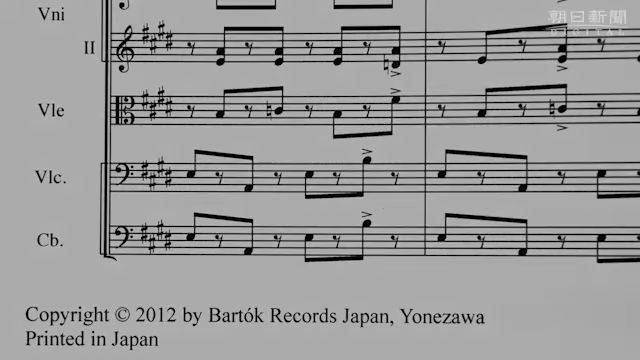 朝日新聞
DIGITAL
Vni
II
Vle
Vlc.
Cb.
Copyright © 2012 by Bartók Records Japan, Yonezawa
Printed in Japan